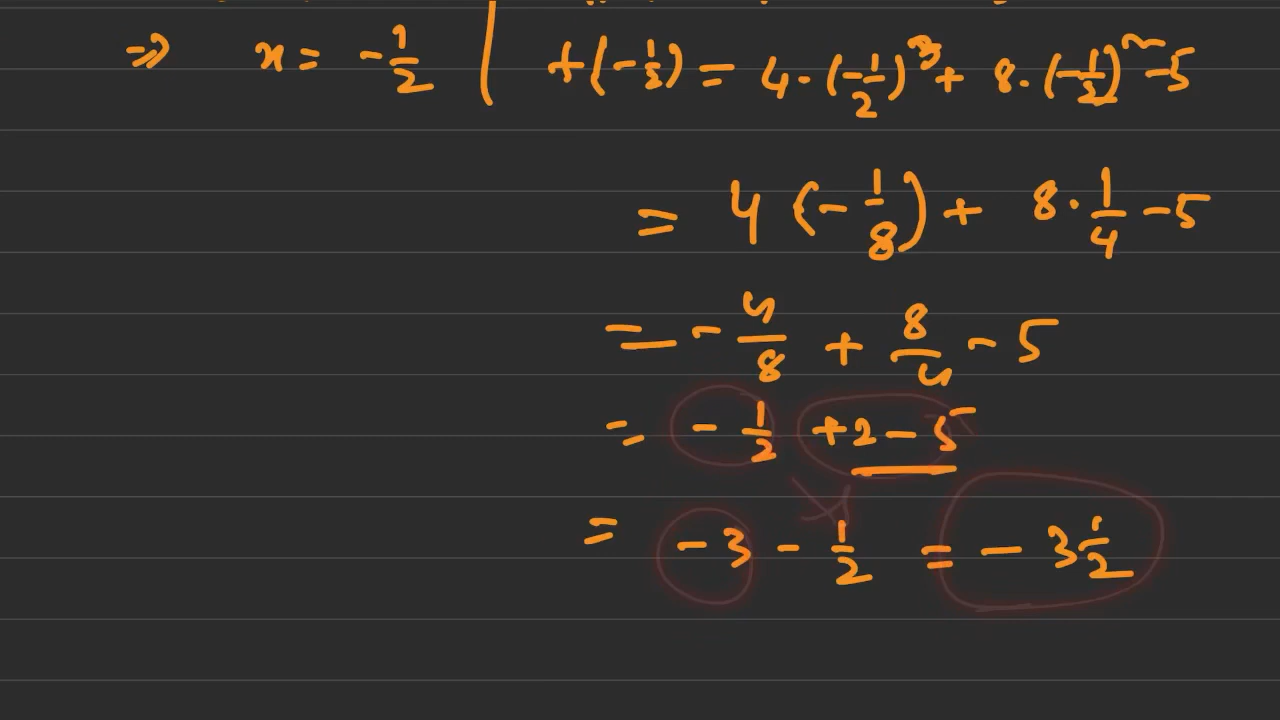 ⇒ x = -1/2 | f(-1/2) = 4·(-1/2)³ + 8·(-1/2)² - 5
= 4(-1/8) + 8·1/4 - 5
= -4/8 + 8/4 - 5
= -1/2 + 2 - 5
= -3 - 1/2 = -3 1/2